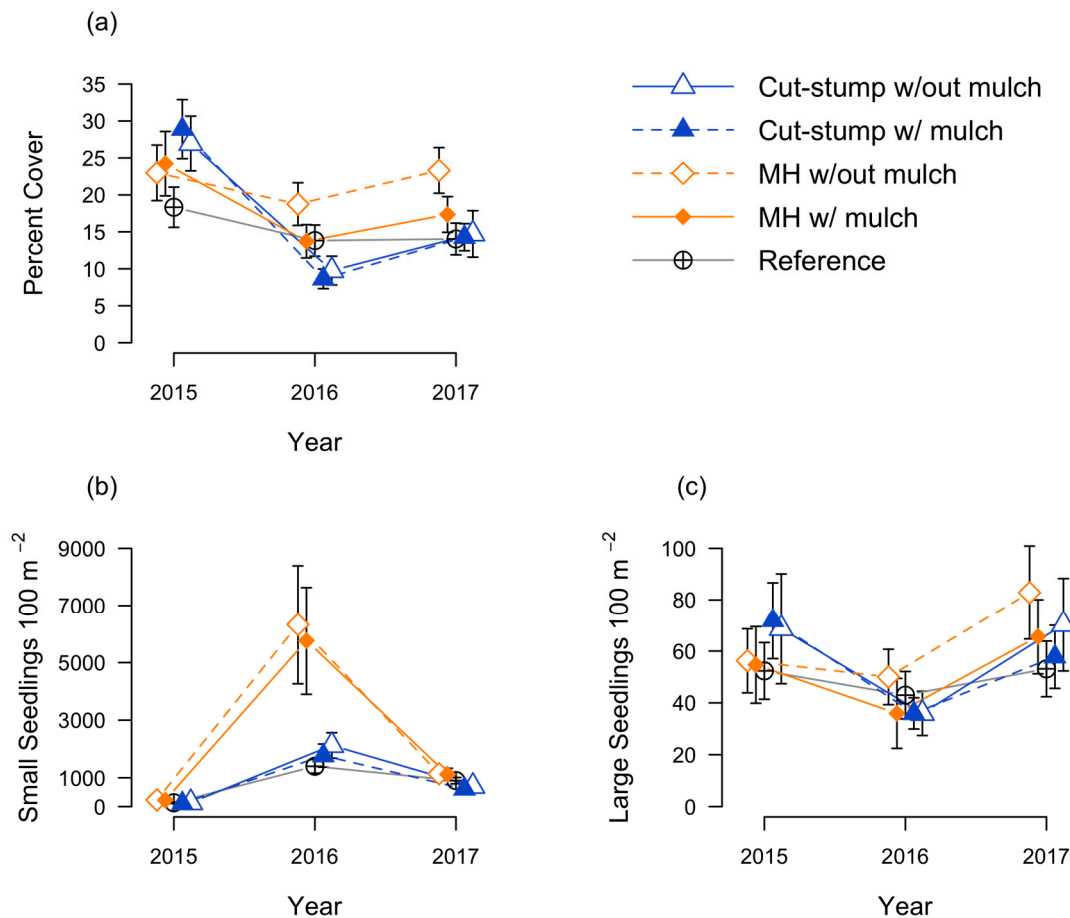 (a)
Percent Cover
35
30
25
20
15
10
5
0
2015 2016 2017
Year
Cut-stump w/out mulch
Cut-stump w/ mulch
MH w/out mulch
MH w/ mulch
Reference
(b)
Small Seedlings 100 m⁻²
9000
7000
5000
3000
1000
0
2015 2016 2017
Year
(c)
Large Seedlings 100 m⁻²
100
80
60
40
20
0
2015 2016 2017
Year